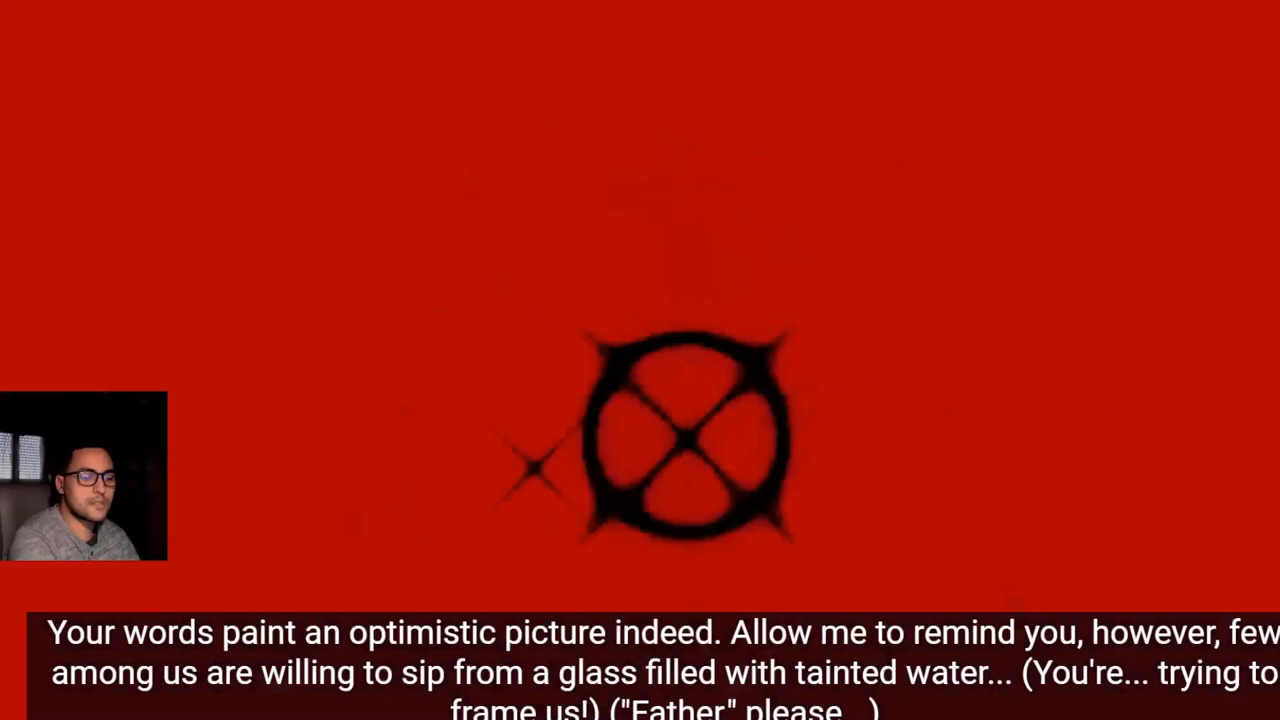 Your words paint an optimistic picture indeed. Allow me to remind you, however, few
among us are willing to sip from a glass filled with tainted water... (You're... trying to
frame us!) ("Father" please...)